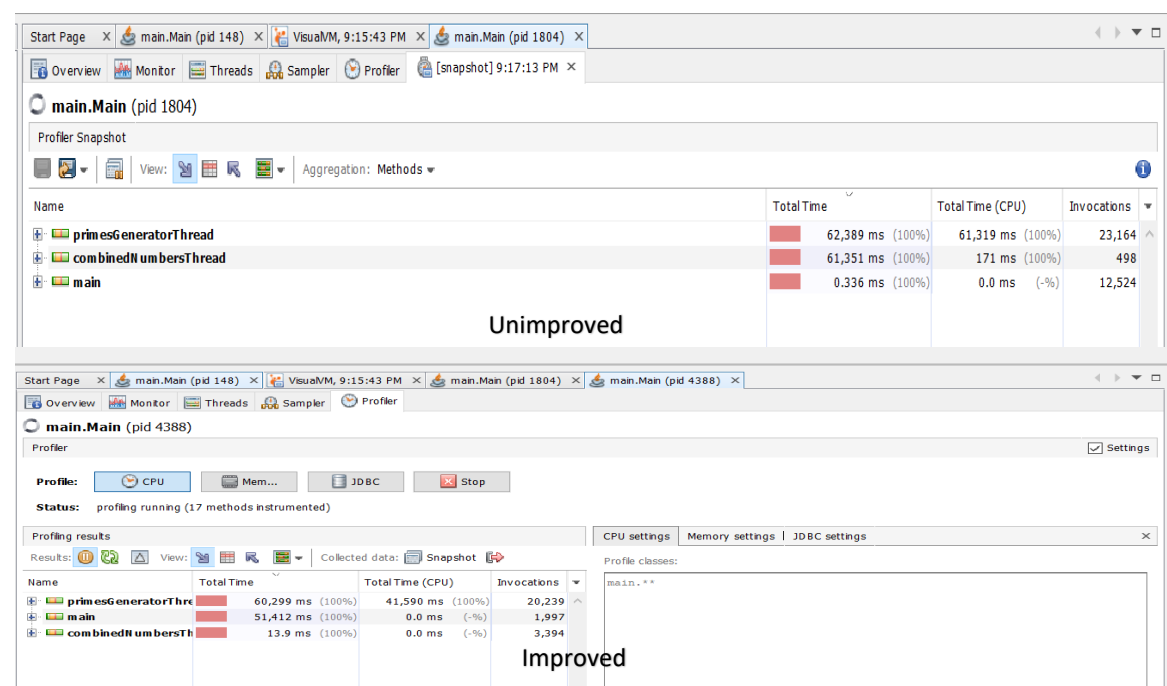 Start Page X main.Main (pid 148) X VisualVM, 9:15:43 PM X main.Main (pid 1804) X
Overview Monitor Threads Sampler Profiler [snapshot] 9:17:13 PM X
main.Main (pid 1804)
Profiler Snapshot
View: Aggregation: Methods
Name Total Time Total Time (CPU) Invocations
primesGeneratorThread 62,389 ms (100%) 61,319 ms (100%) 23,164
combinedNumbersThread 61,351 ms (100%) 171 ms (100%) 498
main 0.336 ms (100%) 0.0 ms (-%) 12,524
Unimproved
Start Page X main.Main (pid 148) X VisualVM, 9:15:43 PM X main.Main (pid 1804) X main.Main (pid 4388) X
Overview Monitor Threads Sampler Profiler
main.Main (pid 4388)
Profiler Settings
Profile: CPU Mem... JDBC Stop
Status: profiling running (17 methods instrumented)
Profiling results CPU settings Memory settings JDBC settings X
Results: View: Collected data: Snapshot
Profile classes:
Name Total Time Total Time (CPU) Invocations
main.**
primesGeneratorThre 60,299 ms (100%) 41,590 ms (100%) 20,239
main 51,412 ms (100%) 0.0 ms (-%) 1,997
combinedNumbersTh 13.9 ms (100%) 0.0 ms (-%) 3,394
Improved